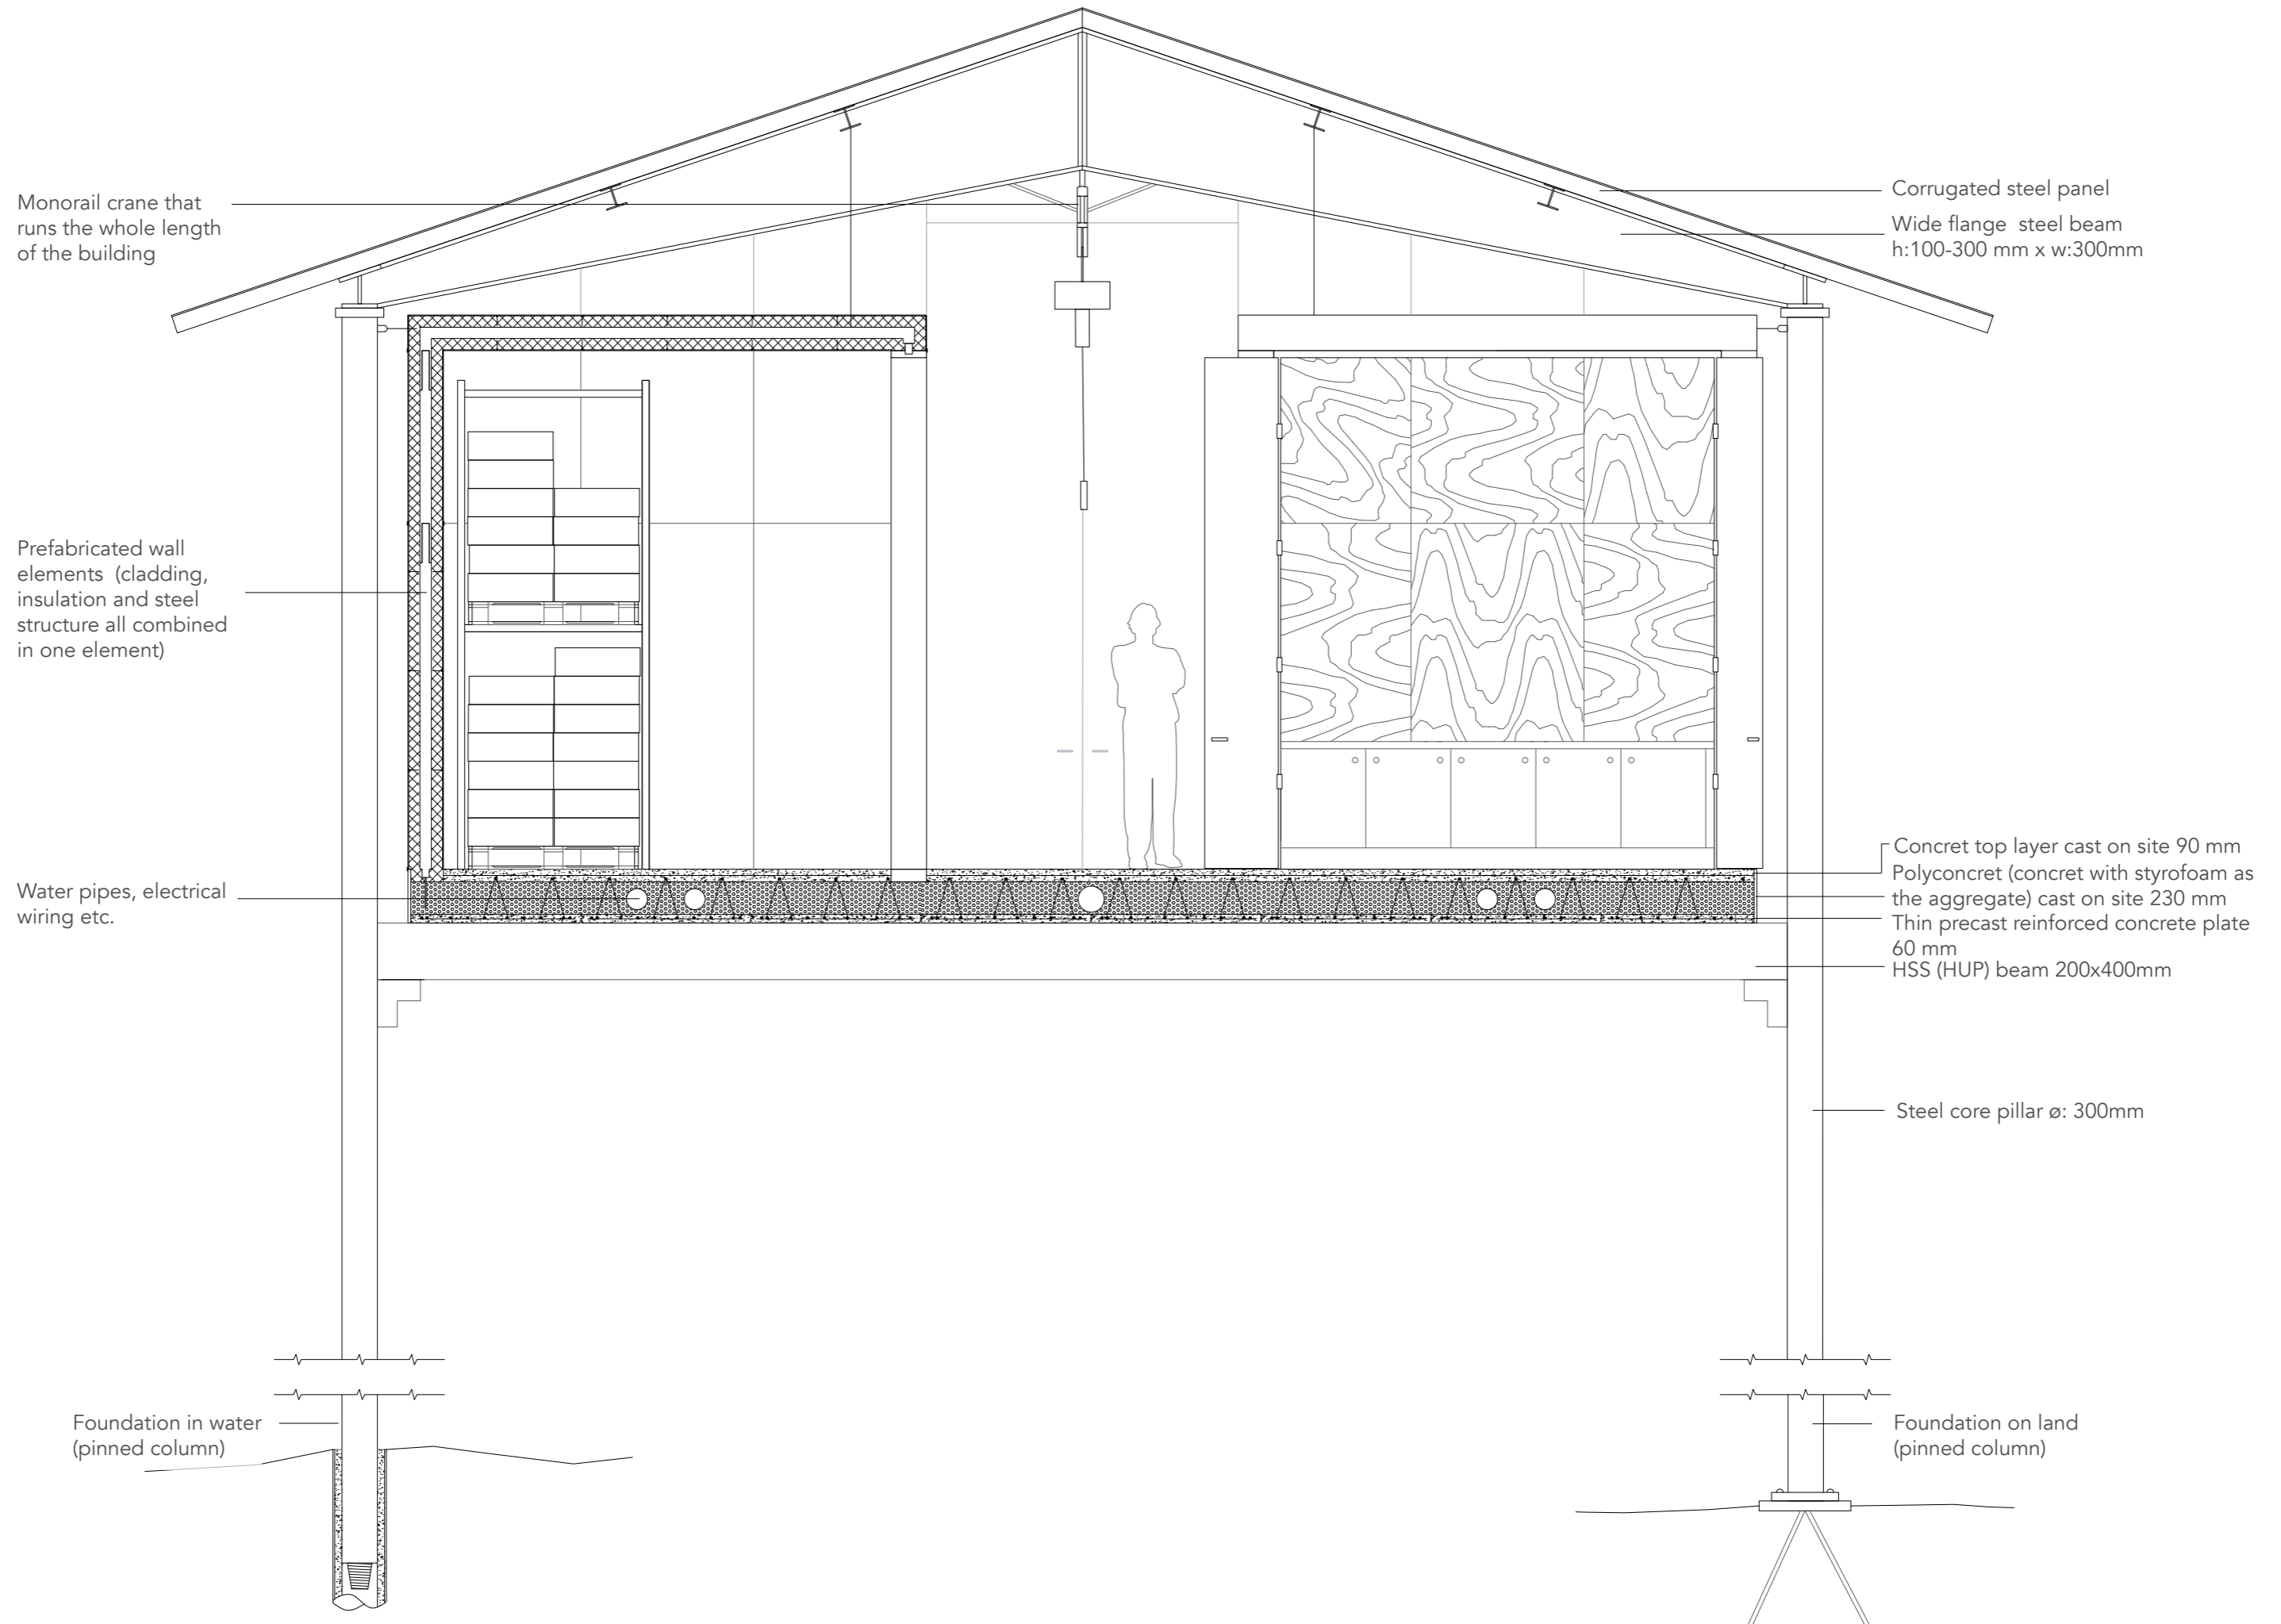 Monorail crane that
runs the whole length
of the building
Prefabricated wall
elements (cladding,
insulation and steel
structure all combined
in one element)
Water pipes, electrical
wiring etc.
Foundation in water
(pinned column)
Corrugated steel panel
Wide flange steel beam
h:100-300 mm x w:300mm
Concret top layer cast on site 90 mm
Polyconcret (concret with styrofoam as
the aggregate) cast on site 230 mm
Thin precast reinforced concrete plate
60 mm
HSS (HUP) beam 200x400mm
Steel core pillar ø: 300mm
Foundation on land
(pinned column)